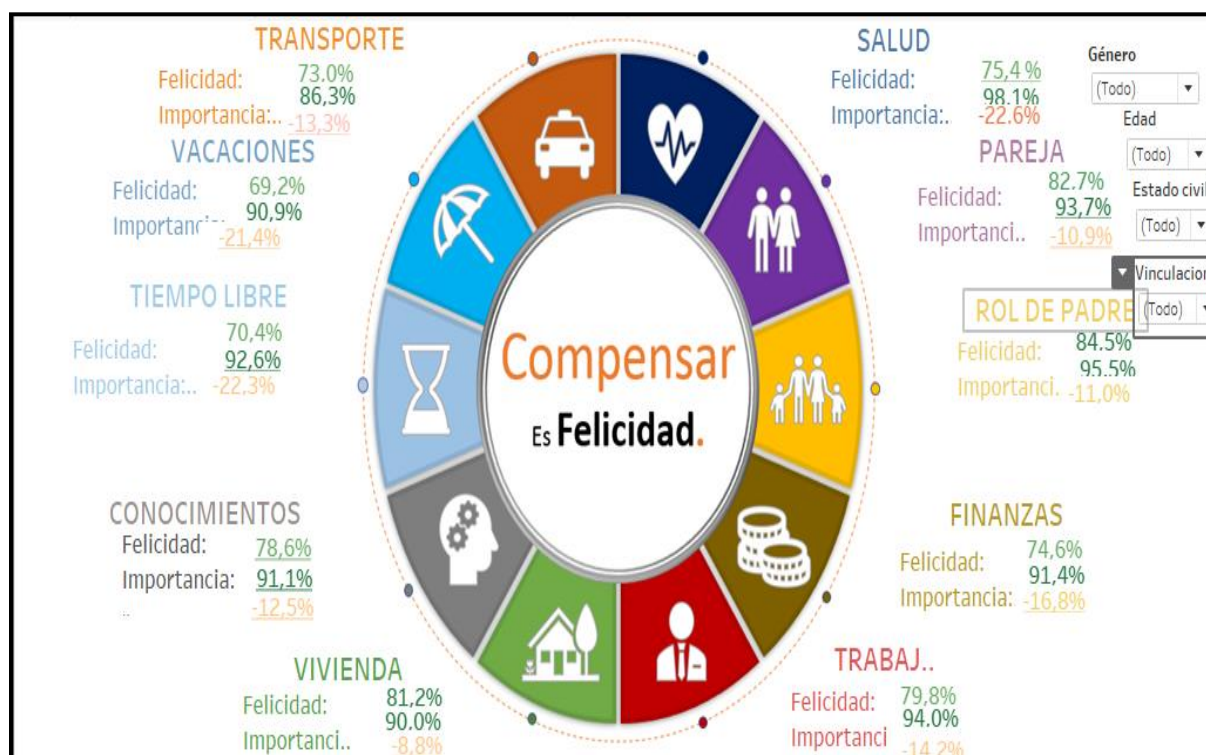 TRANSPORTE
Felicidad: 73.0%
86,3%
Importancia:.. -13,3%
VACACIONES
Felicidad: 69,2%
90,9%
-21,4%
TIEMPO LIBRE
70,4%
Felicidad: 92,6%
Importancia:.. -22,3%
CONOCIMIENTOS
Felicidad: 78,6%
Importancia: 91,1%
.. -12,5%
VIVIENDA
Felicidad: 81,2%
90.0%
Importanci.. -8,8%
Compensar
Es Felicidad.
SALUD
Felicidad: 75,4 %
98.1%
Importancia:. -22.6%
PAREJA
Felicidad: 82.7%
93,7%
Importanci.. -10,9%
ROL DE PADRE
Felicidad: 84.5%
95.5%
Importanci. -11,0%
FINANZAS
Felicidad: 74,6%
91,4%
Importancia: -16,8%
TRABAJ..
Felicidad: 79,8%
94.0%
Importanci -14,2%
Género
(Todo)
Edad
(Todo)
Estado civil
(Todo)
Vinculacion
(Todo)